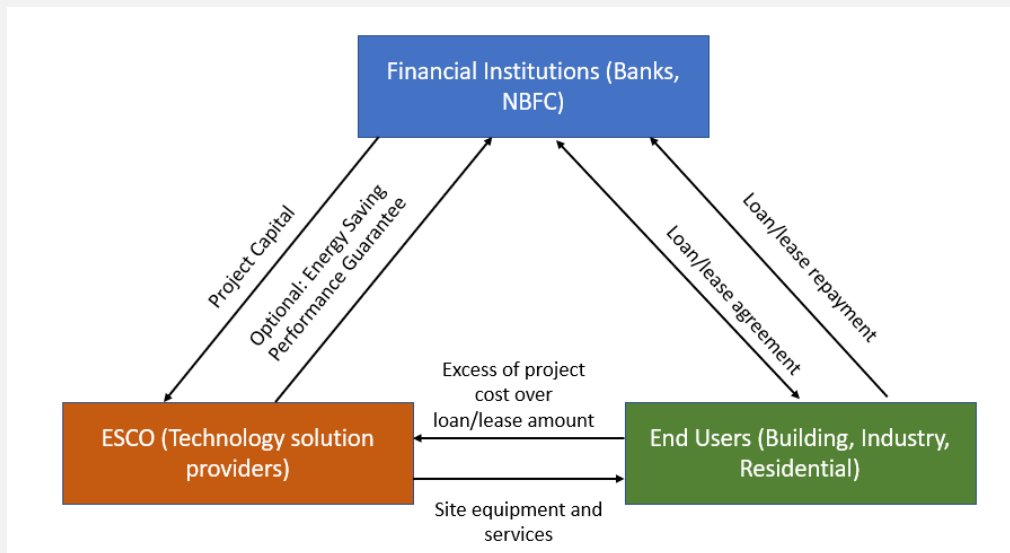 Financial Institutions (Banks,
NBFC)
Project Capital
Optional: Energy Saving
Performance Guarantee
Loan/lease agreement
Loan/lease repayment
Excess of project
cost over
loan/lease amount
ESCO (Technology solution
providers)
End Users (Building, Industry,
Residential)
Site equipment and
services